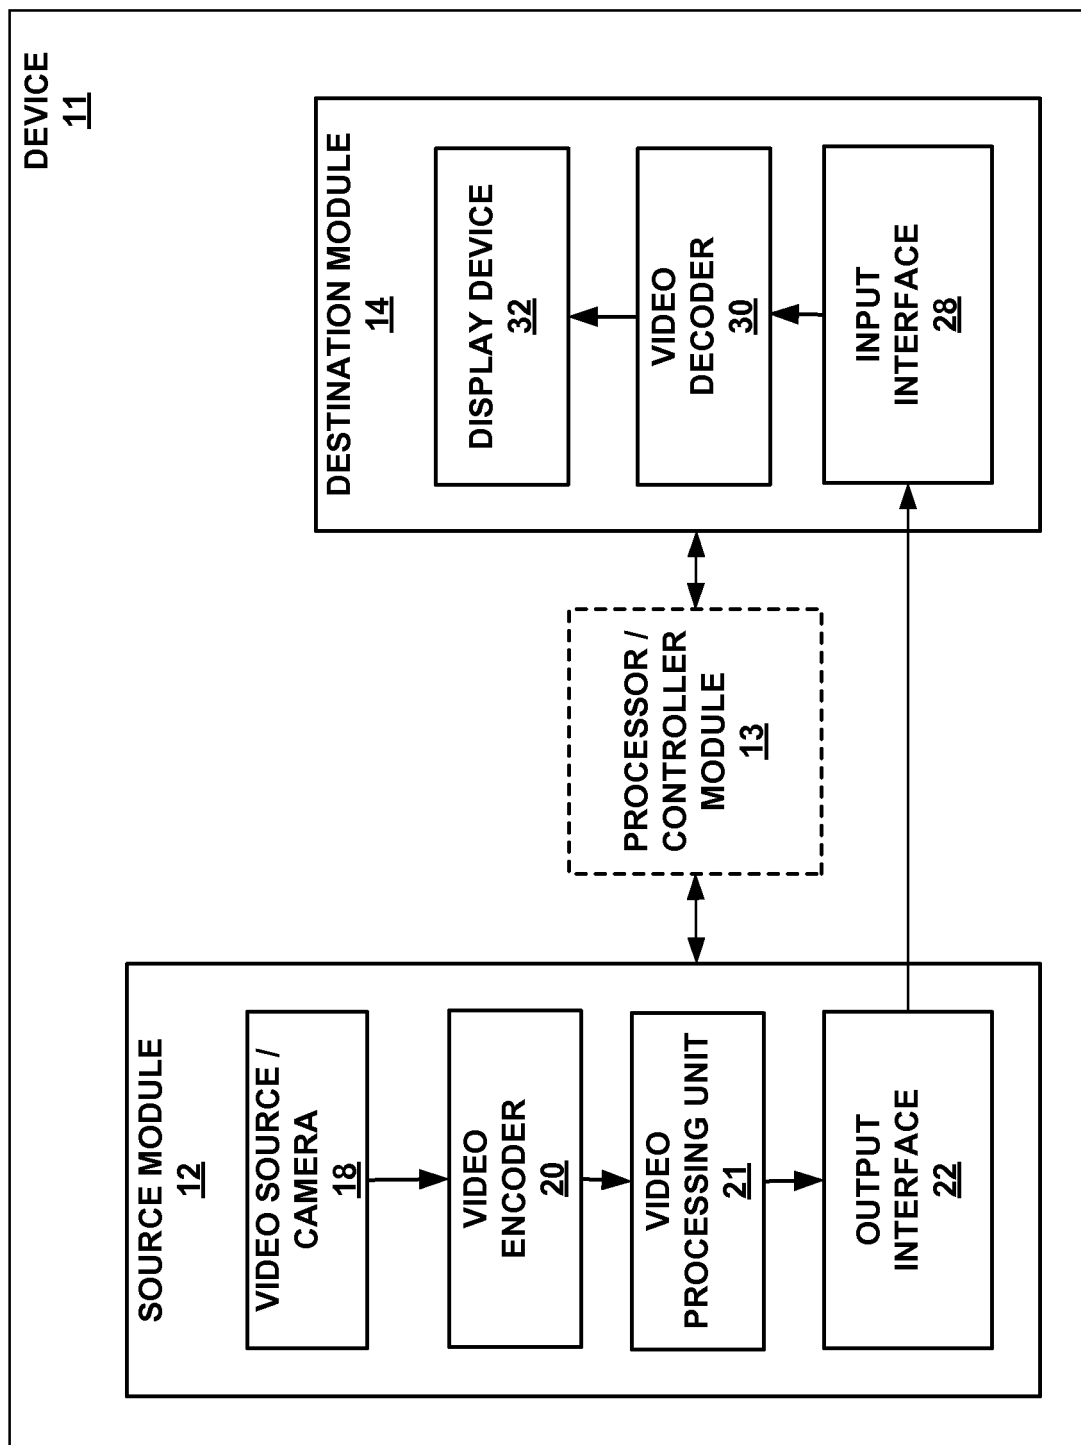 DEVICE
11
SOURCE MODULE
12
VIDEO SOURCE /
CAMERA
18
VIDEO
ENCODER
20
VIDEO
PROCESSING UNIT
21
OUTPUT
INTERFACE
22
PROCESSOR /
CONTROLLER
MODULE
13
DESTINATION MODULE
14
DISPLAY DEVICE
32
VIDEO
DECODER
30
INPUT
INTERFACE
28